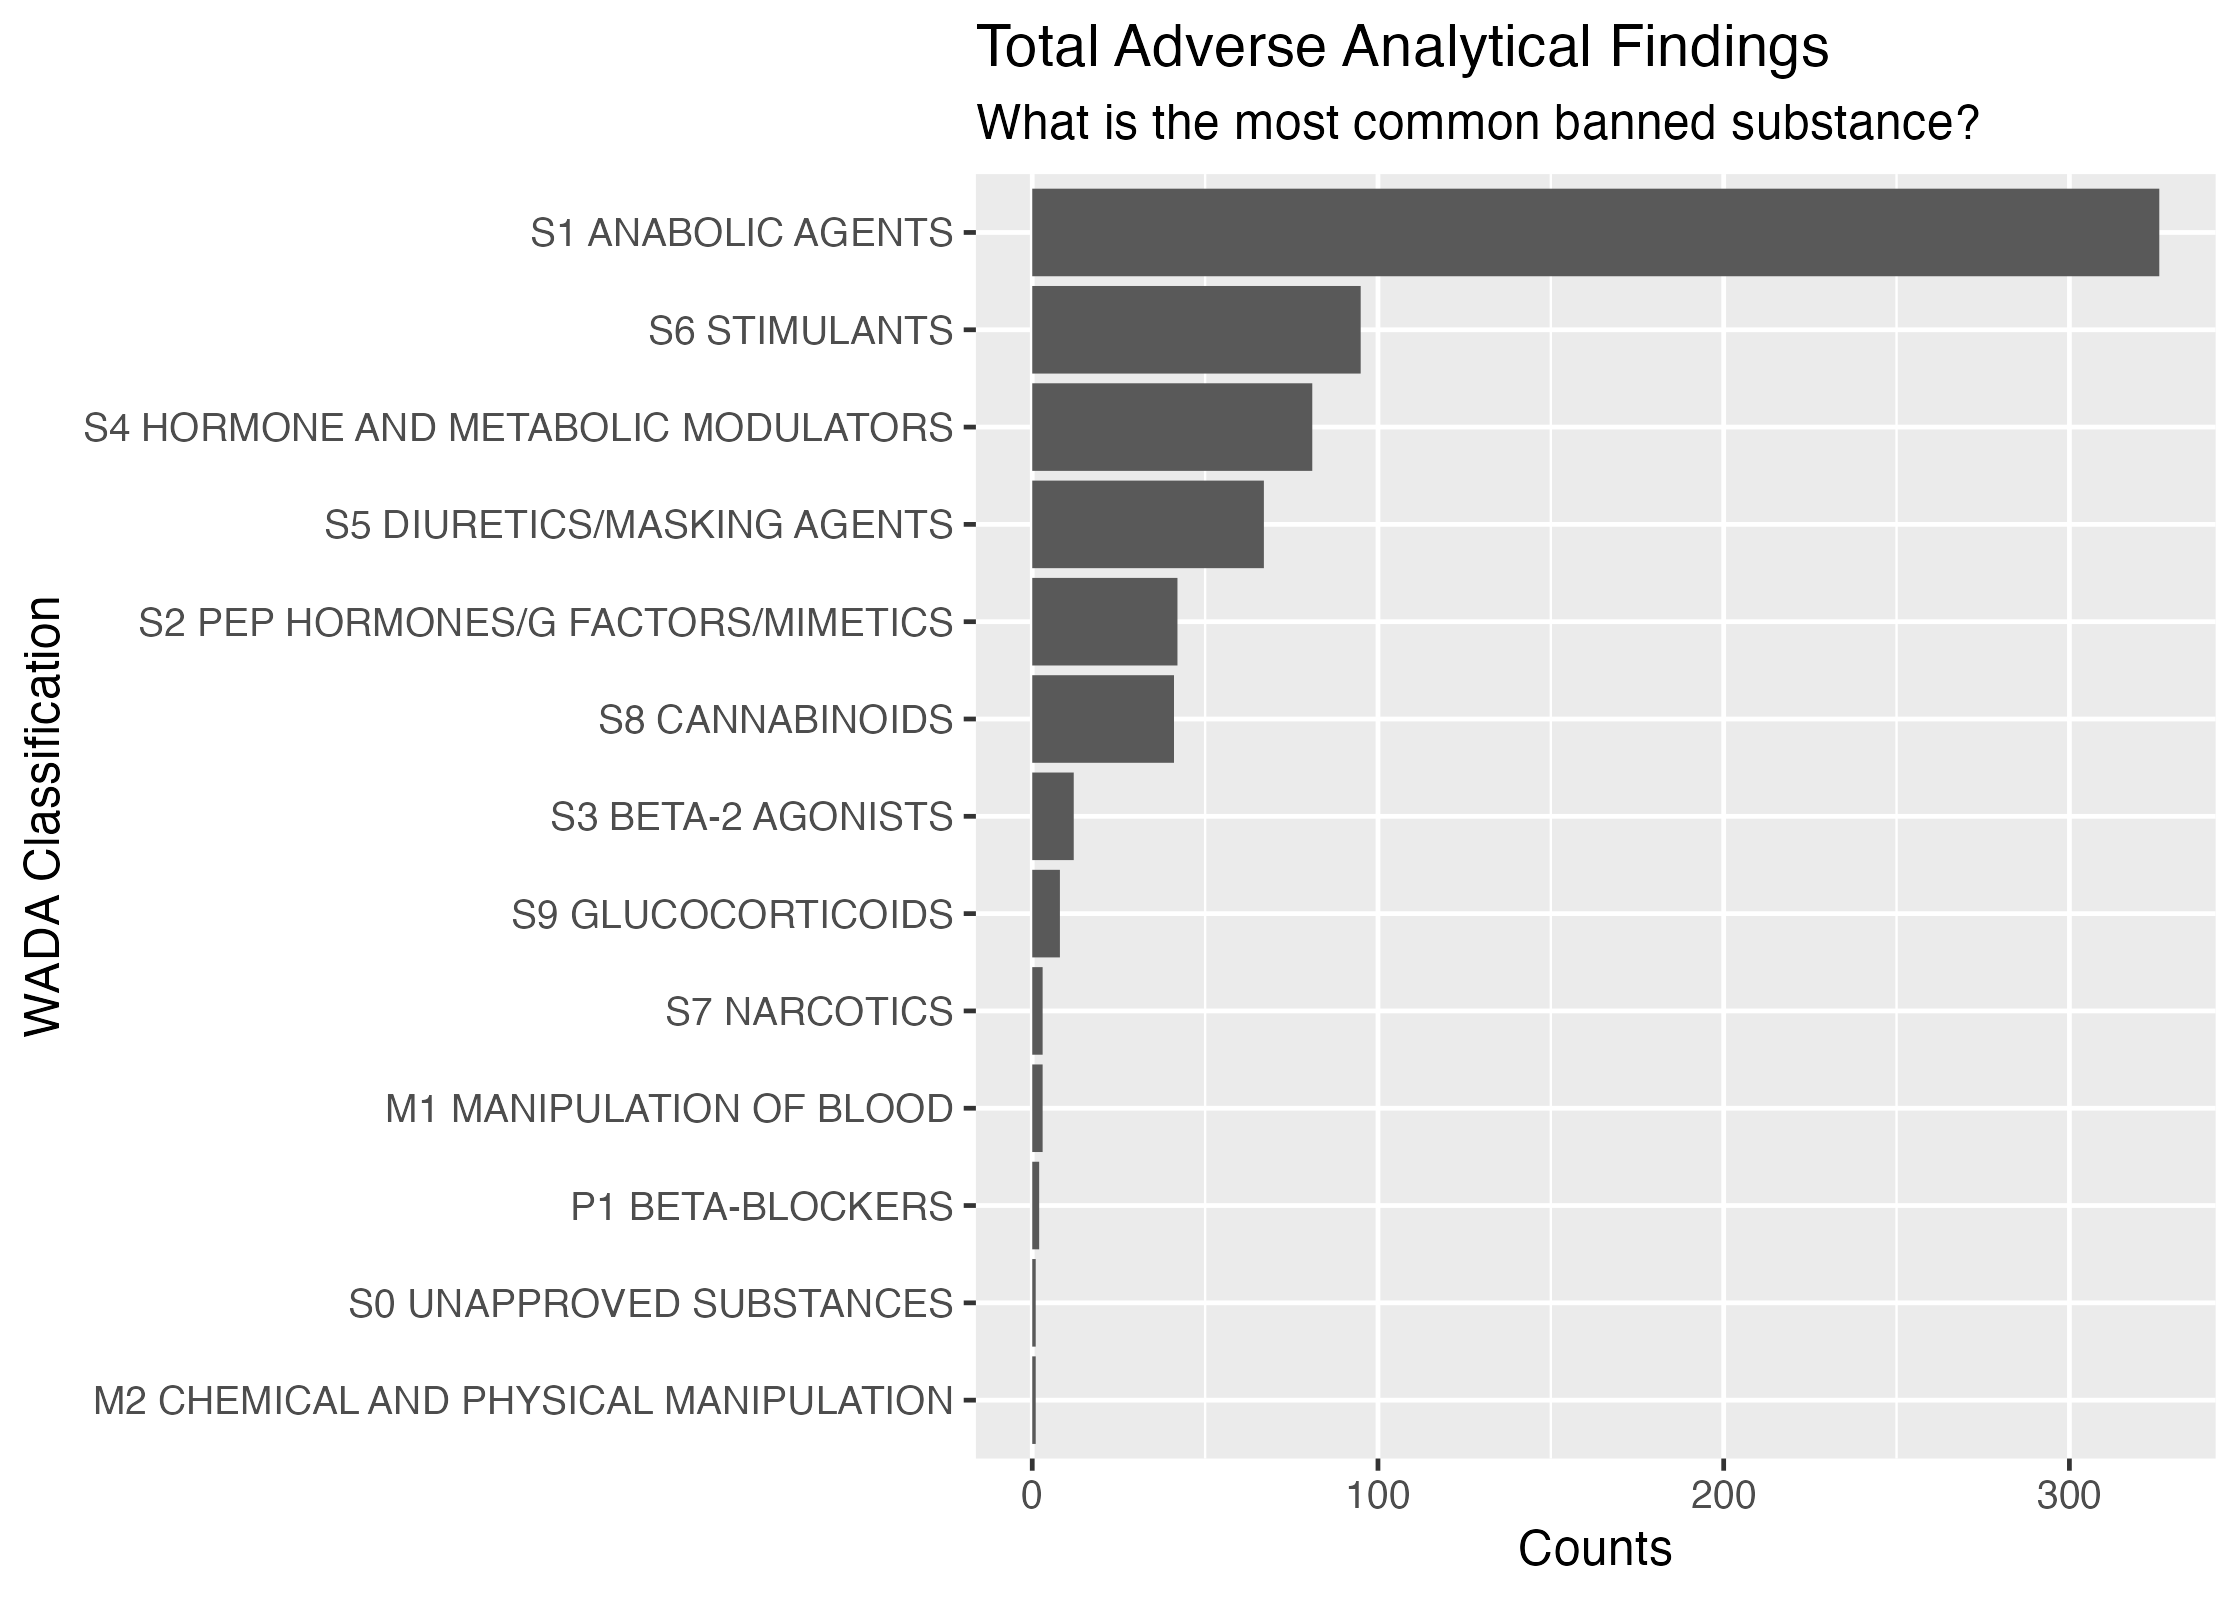 Total Adverse Analytical Findings
What is the most common banned substance?
WADA Classification
S1 ANABOLIC AGENTS
S6 STIMULANTS
S4 HORMONE AND METABOLIC MODULATORS
S5 DIURETICS/MASKING AGENTS
S2 PEP HORMONES/G FACTORS/MIMETICS
S8 CANNABINOIDS
S3 BETA-2 AGONISTS
S9 GLUCOCORTICOIDS
S7 NARCOTICS
M1 MANIPULATION OF BLOOD
P1 BETA-BLOCKERS
S0 UNAPPROVED SUBSTANCES
M2 CHEMICAL AND PHYSICAL MANIPULATION
0 100 200 300
Counts